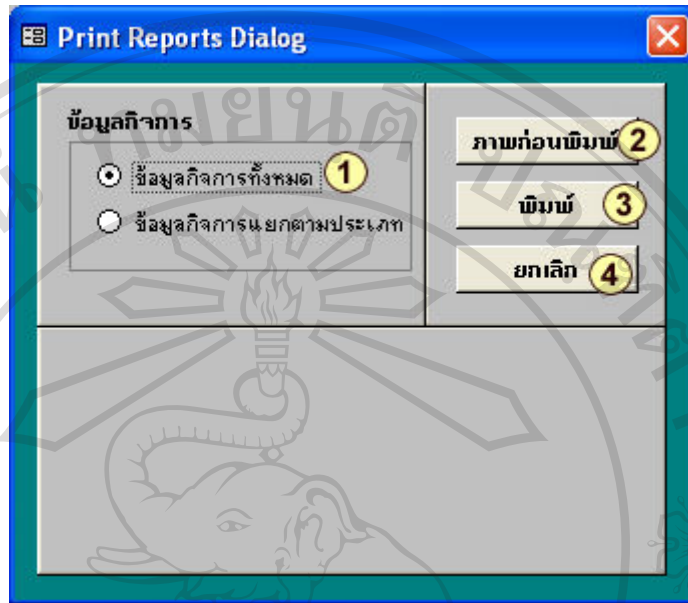 Print Reports Dialog
ข้อมูลกิจการ
ข้อมูลกิจการทั้งหมด 1
ข้อมูลกิจการแยกตามประเภท
ภาพก่อนพิมพ์ 2
พิมพ์ 3
ยกเลิก 4